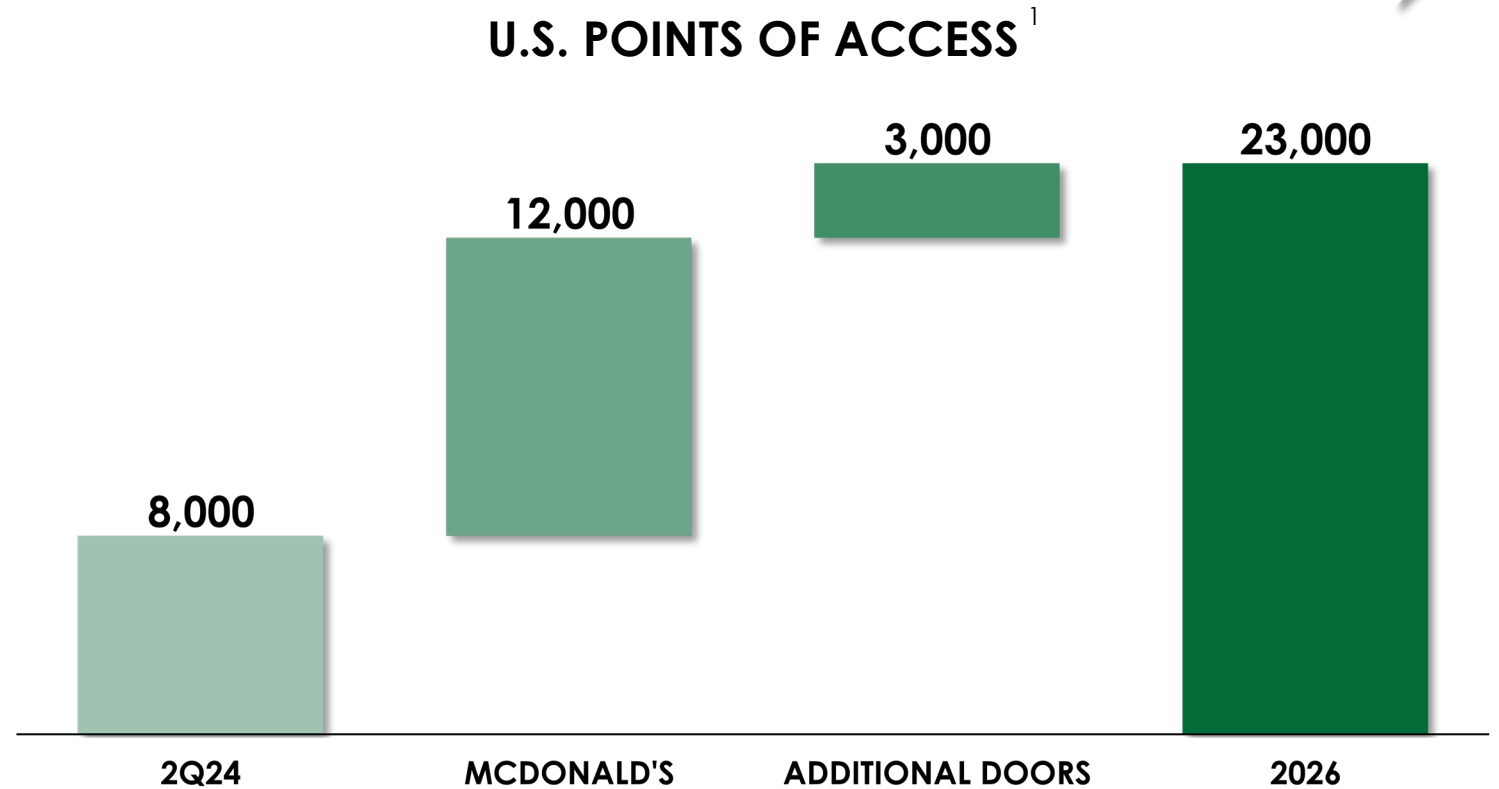 U.S. POINTS OF ACCESS 1
3,000
23,000
12,000
8,000
2Q24
MCDONALD'S
ADDITIONAL DOORS
2026